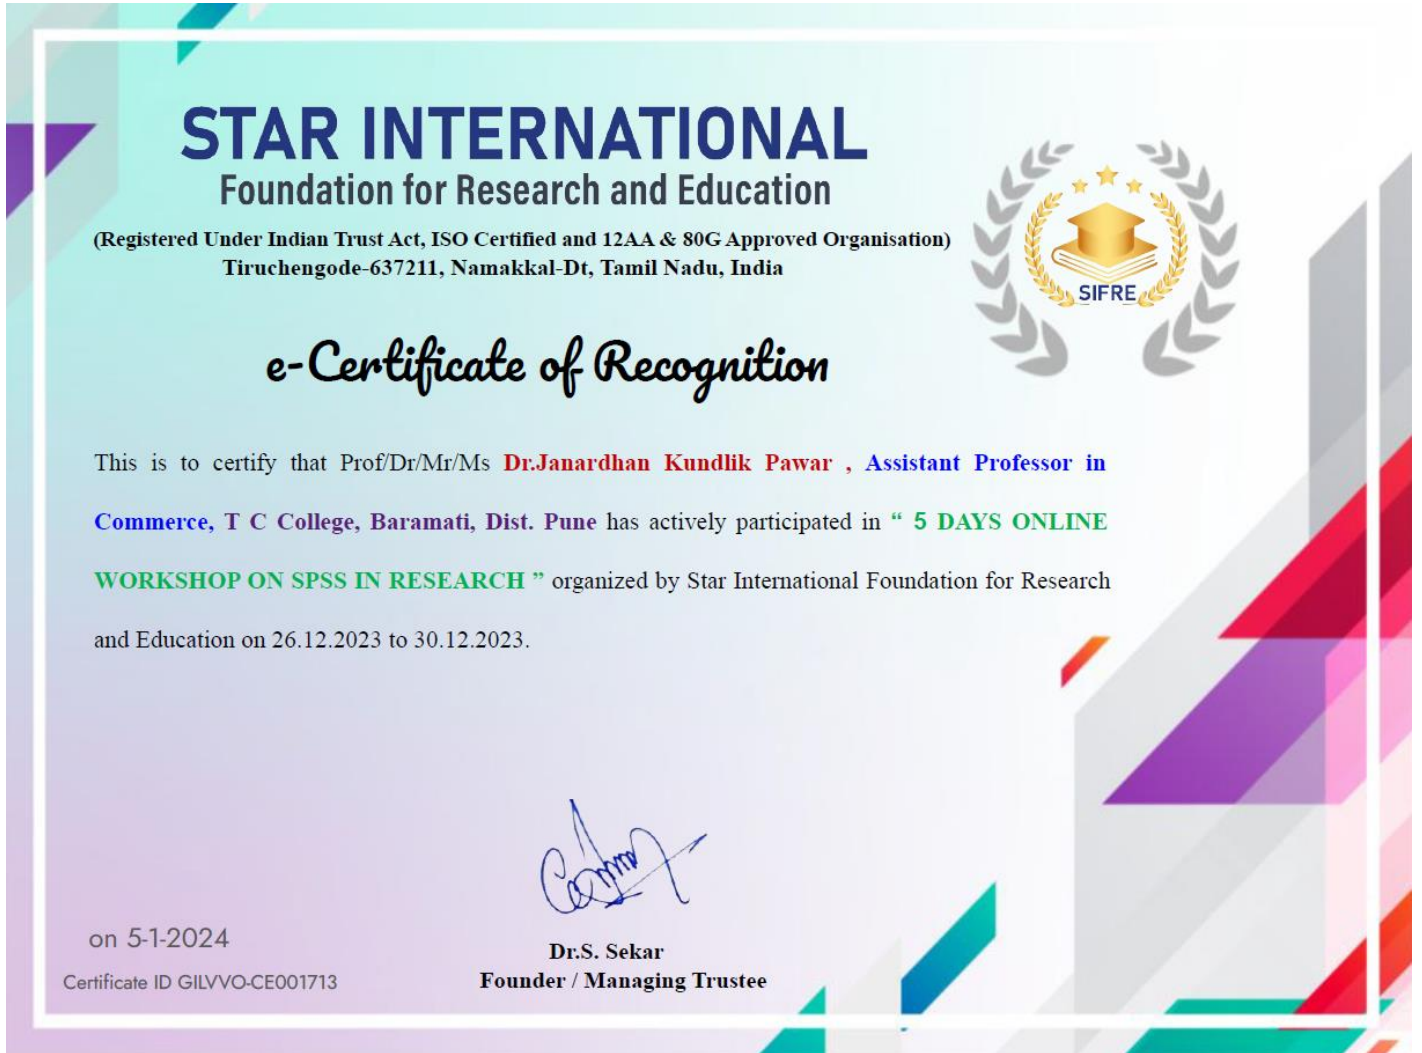 STAR INTERNATIONAL
Foundation for Research and Education
(Registered Under Indian Trust Act, ISO Certified and 12AA & 80G Approved Organisation)
Tiruchengode-637211, Namakkal-Dt, Tamil Nadu, India
SIFRE
e-Certificate of Recognition
This is to certify that Prof/Dr/Mr/Ms Dr.Janardhan Kundlik Pawar , Assistant Professor in
Commerce, T C College, Baramati, Dist. Pune has actively participated in “ 5 DAYS ONLINE
WORKSHOP ON SPSS IN RESEARCH ” organized by Star International Foundation for Research
and Education on 26.12.2023 to 30.12.2023.
on 5-1-2024
Certificate ID GILVVO-CE001713
Dr.S. Sekar
Founder / Managing Trustee